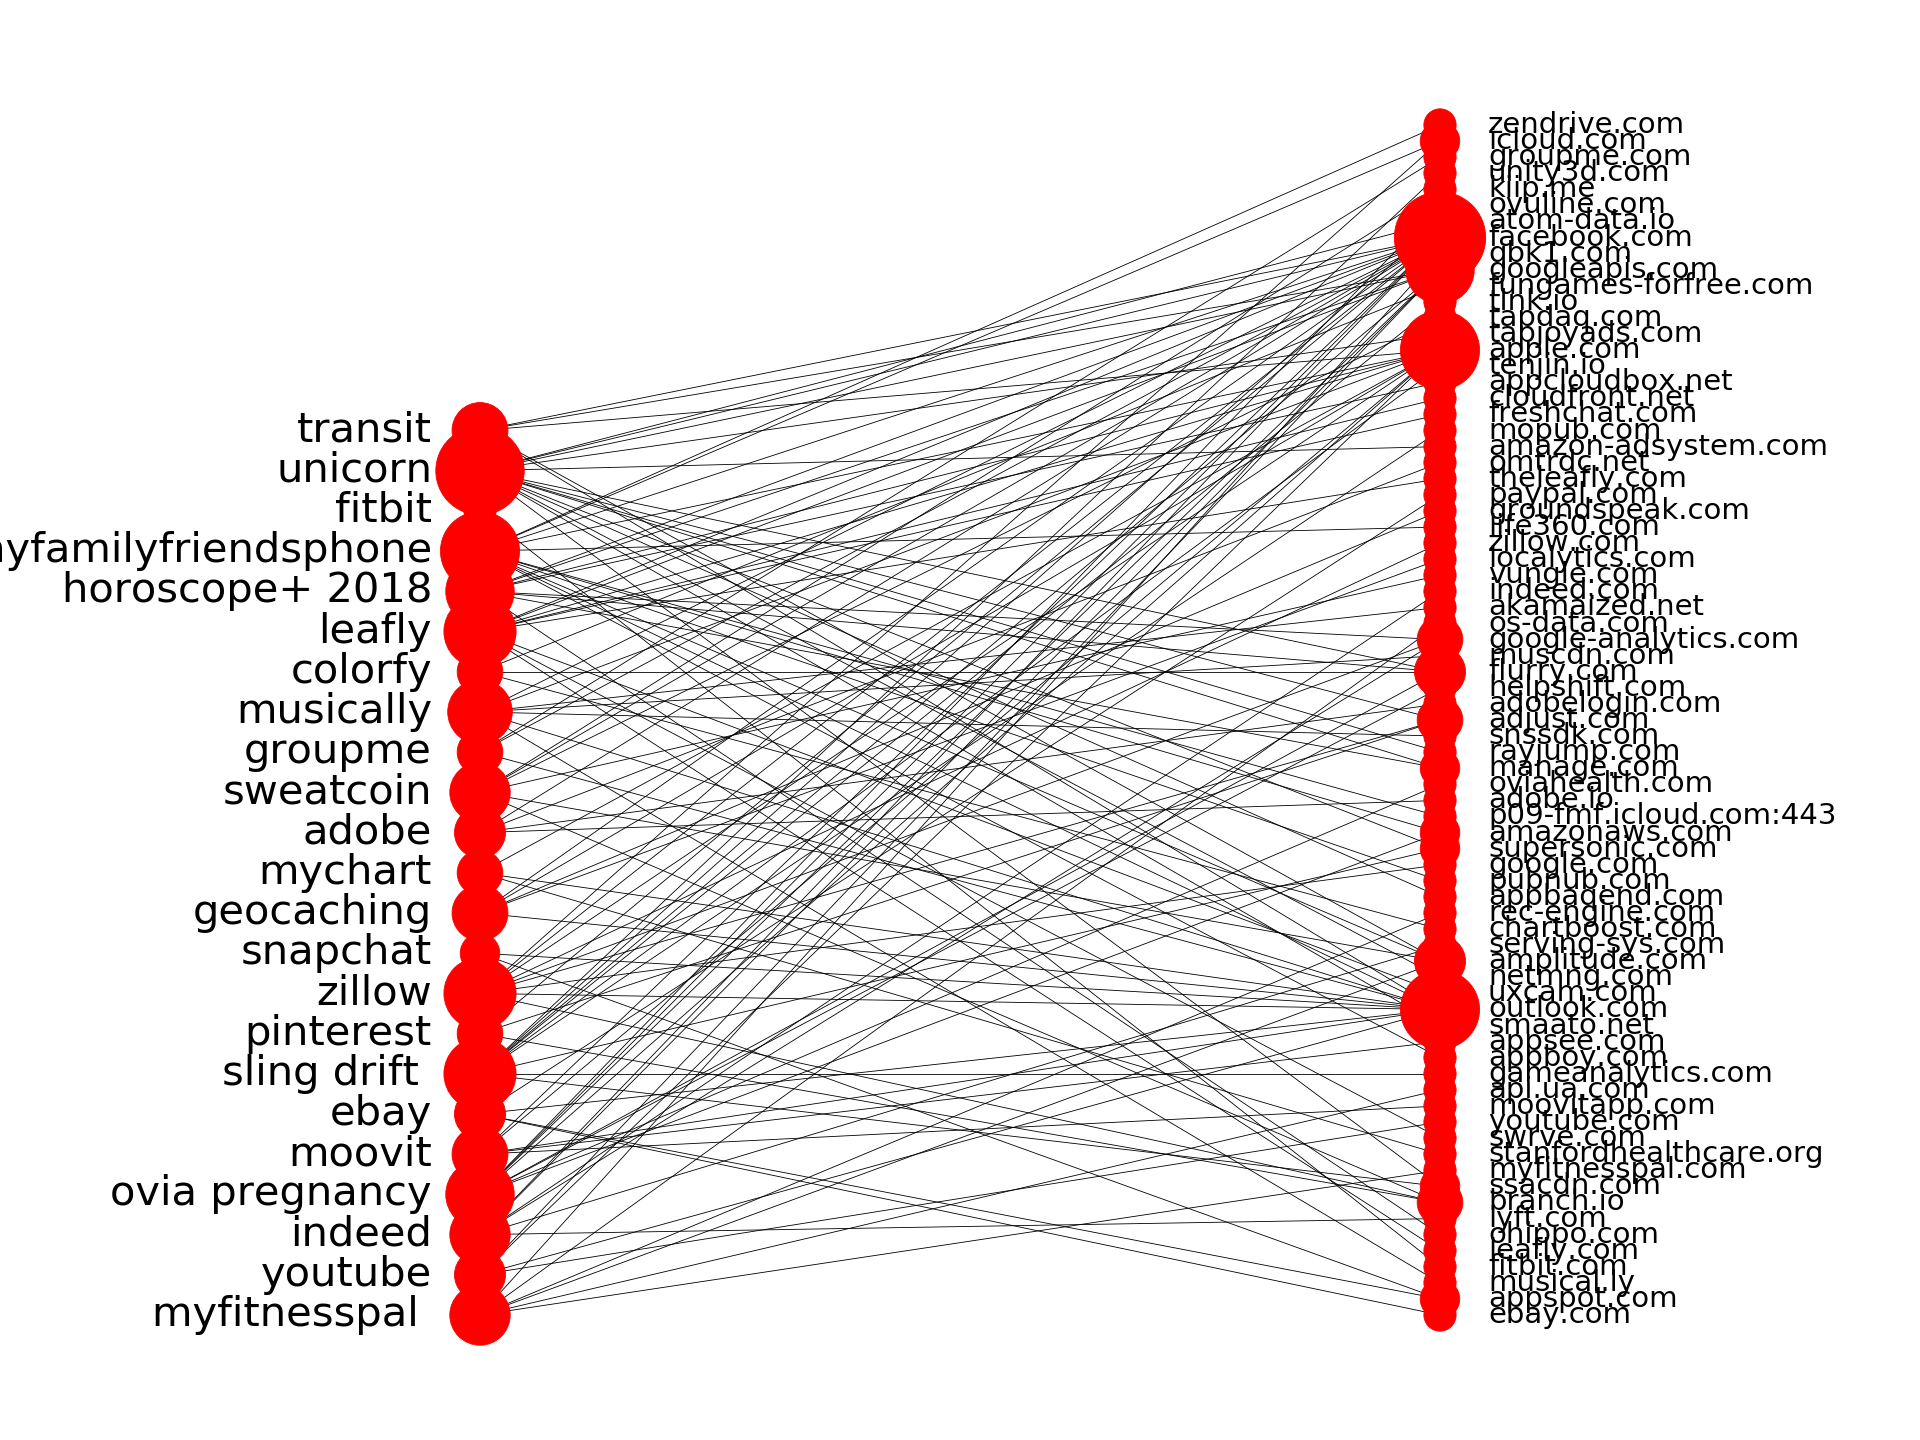 transit
unicorn
fitbit
yfamilyfriendsphone
horoscope+ 2018
leafly
colorfy
musically
groupme
sweatcoin
adobe
mychart
geocaching
snapchat
zillow
pinterest
sling drift
ebay
moovit
ovia pregnancy
indeed
youtube
myfitnesspal
zendrive.com
icloud.com
groupme.com
unity3d.com
klip.me
ovuline.com
atom-data.io
facebook.com
gbk1.com
googleapis.com
fungames-forfree.com
tink.io
tapdaq.com
tapjoyads.com
apple.com
tenjin.io
appcloudbox.net
cloudfront.net
freshchat.com
mopub.com
amazon-adsystem.com
omtrdc.net
theleafly.com
paypal.com
groundspeak.com
life360.com
zillow.com
localytics.com
vungle.com
indeed.com
akamaized.net
os-data.com
google-analytics.com
muscdn.com
flurry.com
helpshift.com
adobelogin.com
adjust.com
snssdk.com
rayjump.com
manage.com
oviahealth.com
adobe.io
p09-fmf.icloud.com:443
amazonaws.com
supersonic.com
google.com
pubnub.com
appbagend.com
rec-engine.com
chartboost.com
serving-sys.com
amplitude.com
netmng.com
uxcam.com
outlook.com
smaato.net
appsee.com
appboy.com
gameanalytics.com
api.ua.com
moovitapp.com
youtube.com
swrve.com
stanfordhealthcare.org
myfitnesspal.com
ssacdn.com
branch.io
lyft.com
ohippo.com
leafly.com
fitbit.com
musical.ly
appspot.com
ebay.com